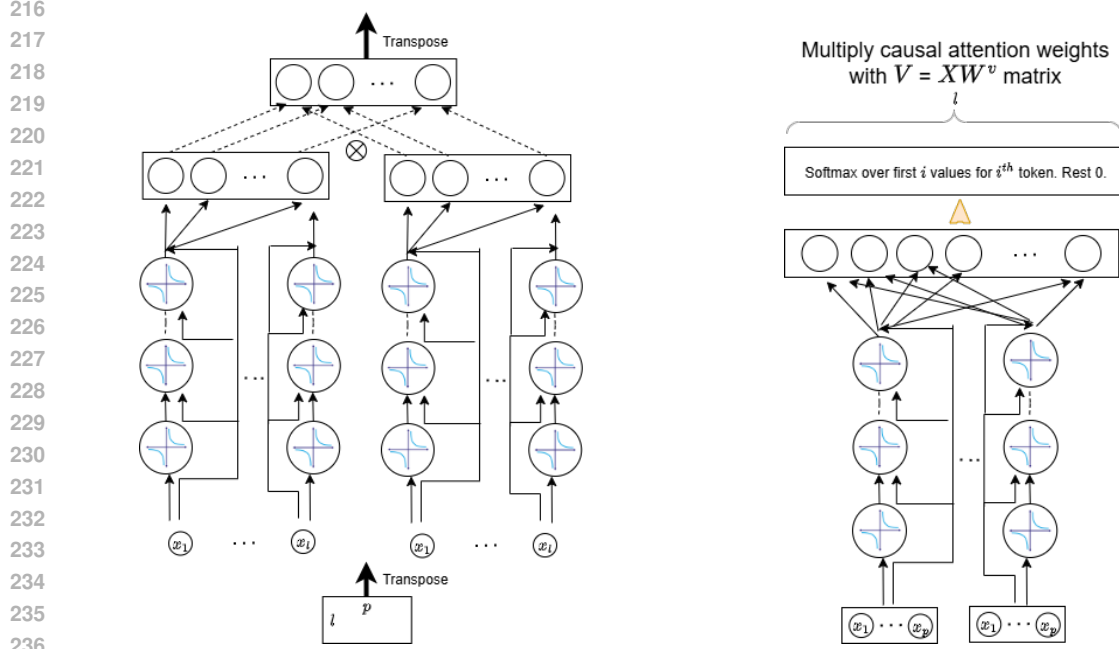 216
217
218
219
220
221
222
223
224
225
226
227
228
229
230
231
232
233
234
235
236
Transpose
...
⊗
... ...
... ...
x_1 ... x_l x_1 ... x_l
Transpose
p
l
Multiply causal attention weights
with V = XW^v matrix
l
Softmax over first i values for i^{th} token. Rest 0.
...
...
x_1 ... x_p x_1 ... x_p